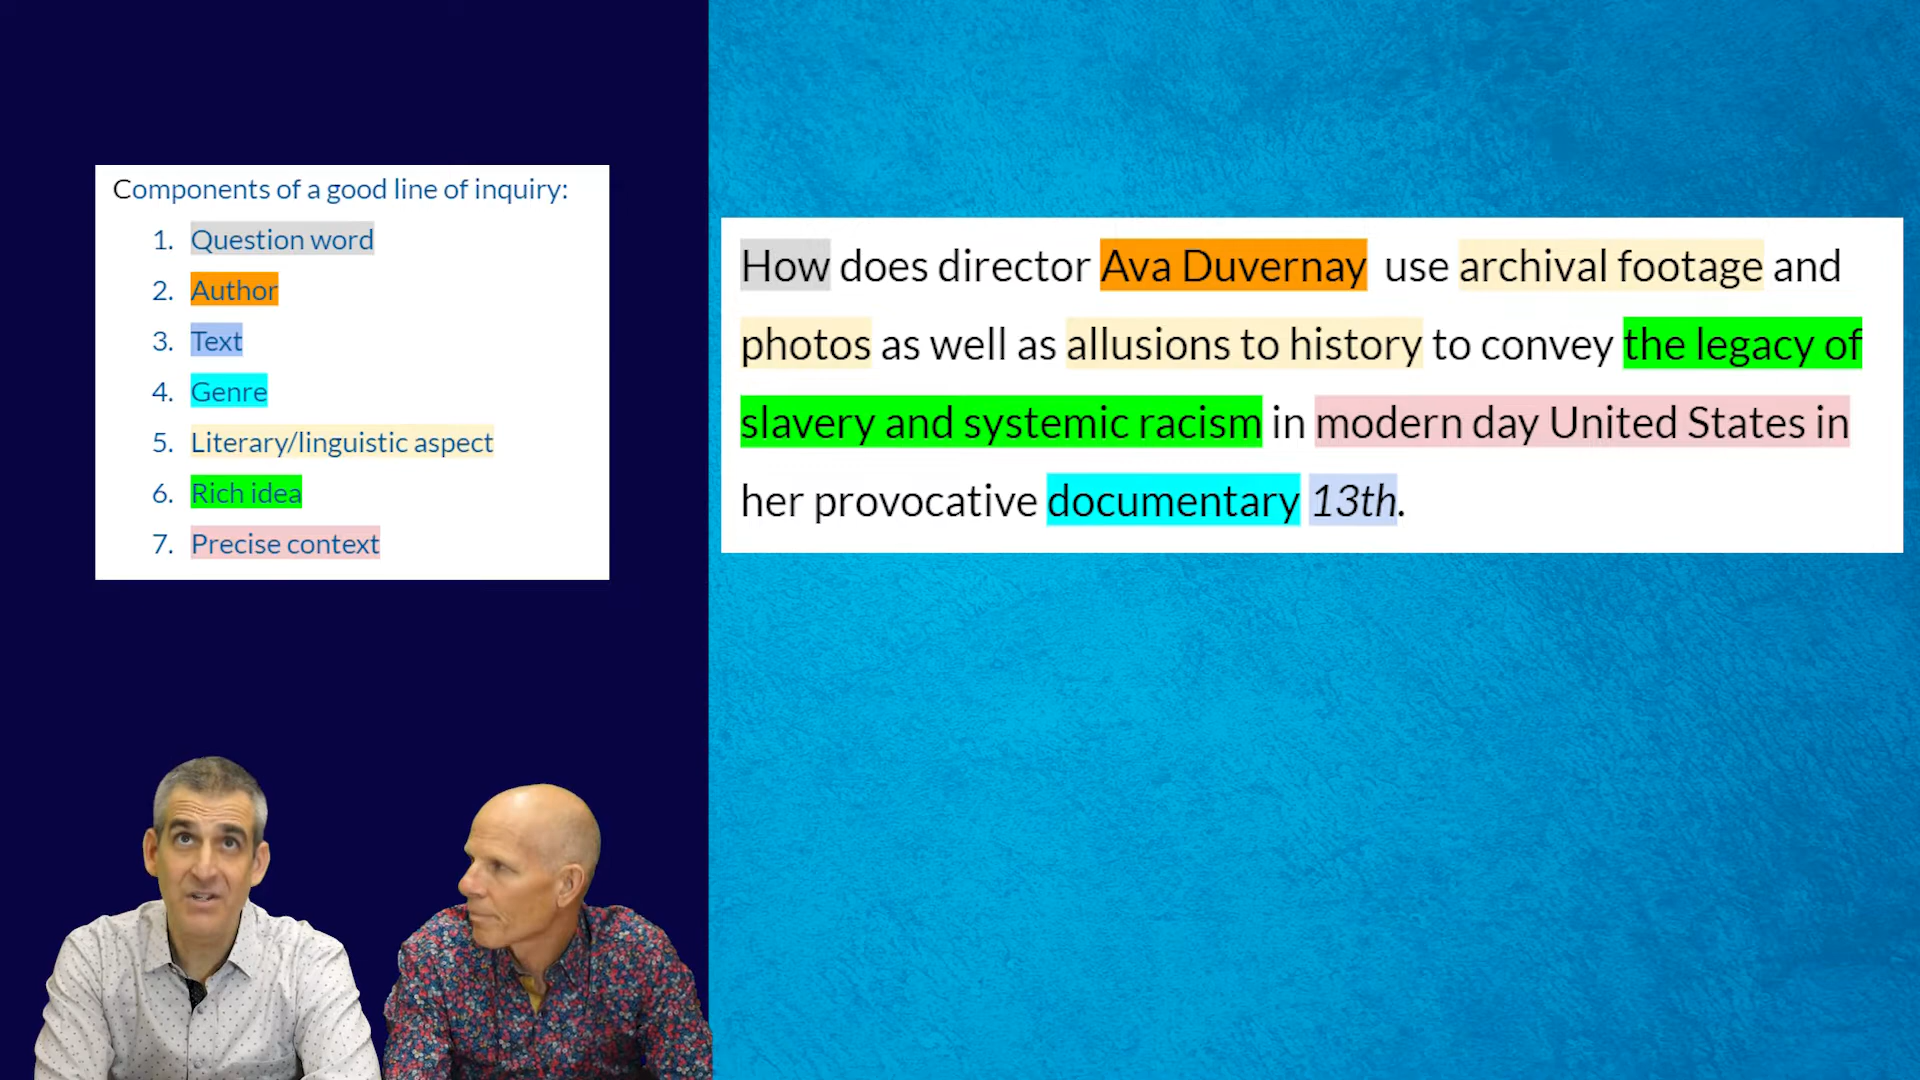 Components of a good line of inquiry:
1. Question word
2. Author
3. Text
4. Genre
5. Literary/linguistic aspect
6. Rich idea
7. Precise context
How does director Ava Duvernay use archival footage and
photos as well as allusions to history to convey the legacy of
slavery and systemic racism in modern day United States in
her provocative documentary 13th.